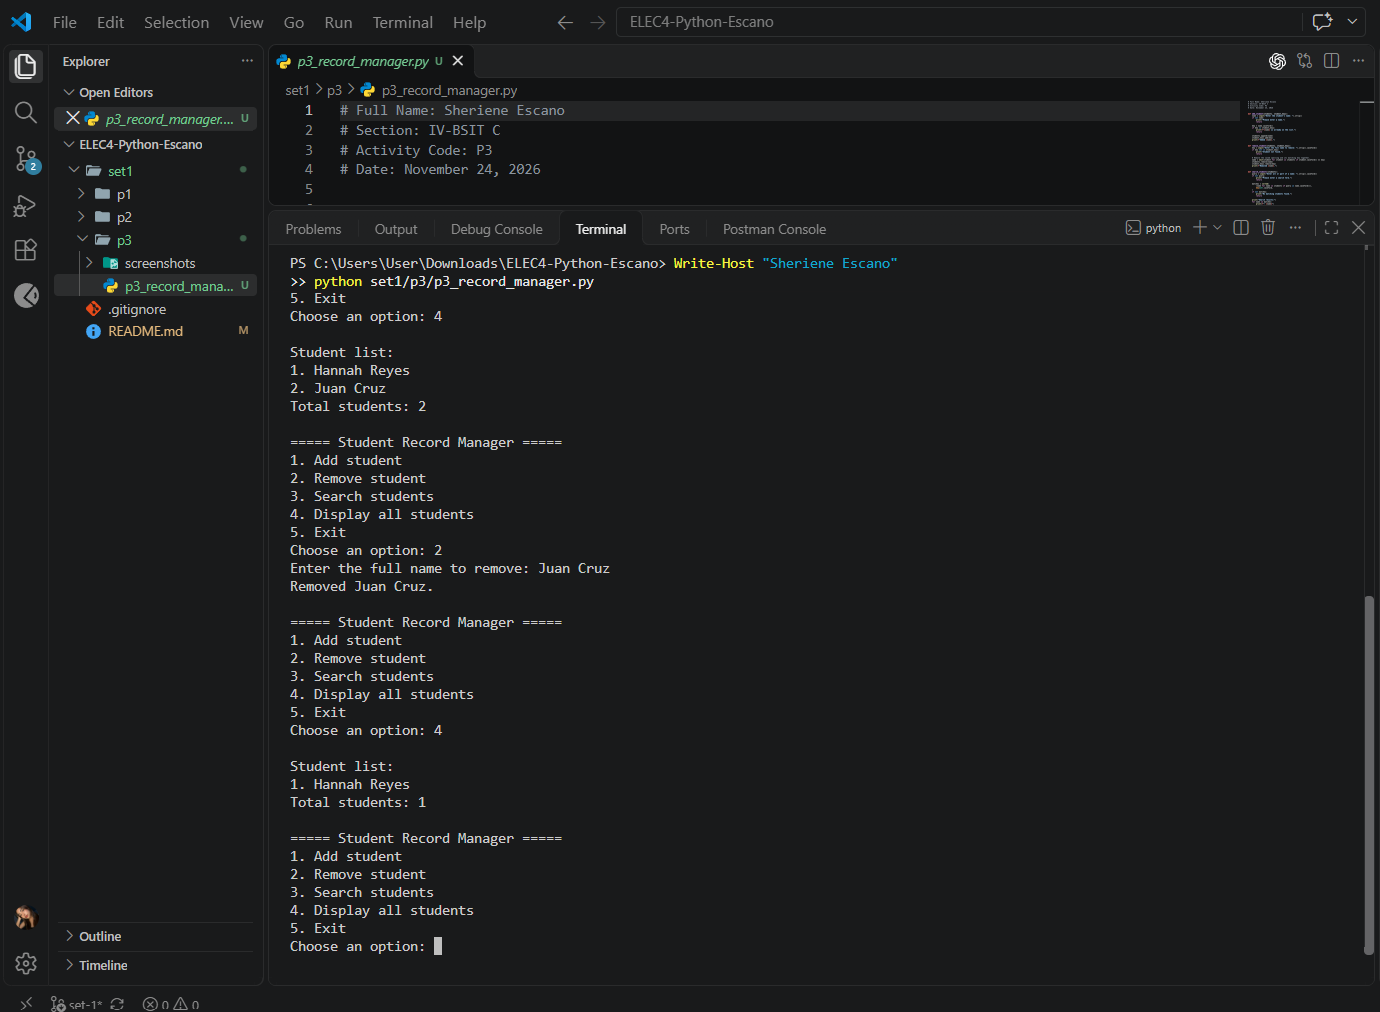 File Edit Selection View Go Run Terminal Help
ELEC4-Python-Escano
Explorer
Open Editors
p3_record_manager.... U
ELEC4-Python-Escano
set1
p1
p2
p3
screenshots
p3_record_mana... U
.gitignore
README.md M
Outline
Timeline
2
p3_record_manager.py U
set1 > p3 > p3_record_manager.py
1 # Full Name: Sheriene Escano
2 # Section: IV-BSIT C
3 # Activity Code: P3
4 # Date: November 24, 2026
5
Problems Output Debug Console Terminal Ports Postman Console
python
PS C:\Users\User\Downloads\ELEC4-Python-Escano> Write-Host "Sheriene Escano"
>> python set1/p3/p3_record_manager.py
5. Exit
Choose an option: 4
Student list:
1. Hannah Reyes
2. Juan Cruz
Total students: 2
===== Student Record Manager =====
1. Add student
2. Remove student
3. Search students
4. Display all students
5. Exit
Choose an option: 2
Enter the full name to remove: Juan Cruz
Removed Juan Cruz.
===== Student Record Manager =====
1. Add student
2. Remove student
3. Search students
4. Display all students
5. Exit
Choose an option: 4
Student list:
1. Hannah Reyes
Total students: 1
===== Student Record Manager =====
1. Add student
2. Remove student
3. Search students
4. Display all students
5. Exit
Choose an option:
set-1* 0 0